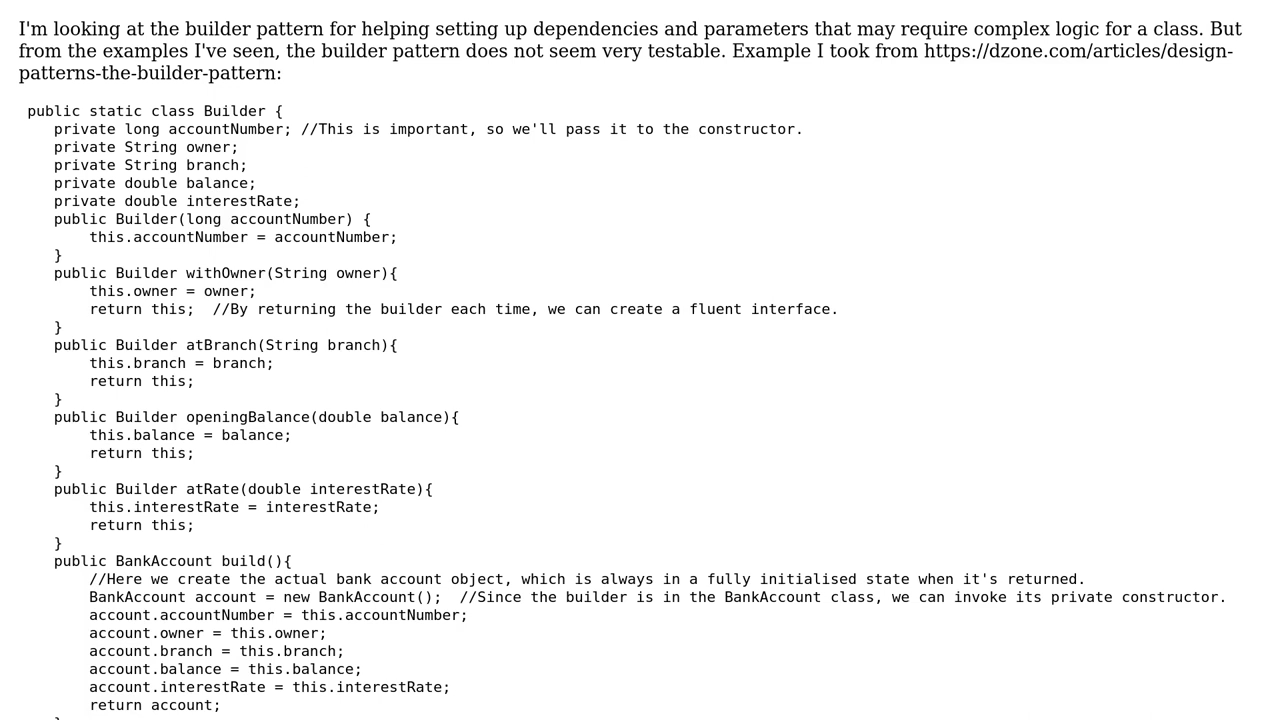 I'm looking at the builder pattern for helping setting up dependencies and parameters that may require complex logic for a class. But
from the examples I've seen, the builder pattern does not seem very testable. Example I took from https://dzone.com/articles/design-
patterns-the-builder-pattern:
public static class Builder {
private long accountNumber; //This is important, so we'll pass it to the constructor.
private String owner;
private String branch;
private double balance;
private double interestRate;
public Builder(long accountNumber) {
this.accountNumber = accountNumber;
}
public Builder withOwner(String owner){
this.owner = owner;
return this;  //By returning the builder each time, we can create a fluent interface.
}
public Builder atBranch(String branch){
this.branch = branch;
return this;
}
public Builder openingBalance(double balance){
this.balance = balance;
return this;
}
public Builder atRate(double interestRate){
this.interestRate = interestRate;
return this;
}
public BankAccount build(){
//Here we create the actual bank account object, which is always in a fully initialised state when it's returned.
BankAccount account = new BankAccount();  //Since the builder is in the BankAccount class, we can invoke its private constructor.
account.accountNumber = this.accountNumber;
account.owner = this.owner;
account.branch = this.branch;
account.balance = this.balance;
account.interestRate = this.interestRate;
return account;